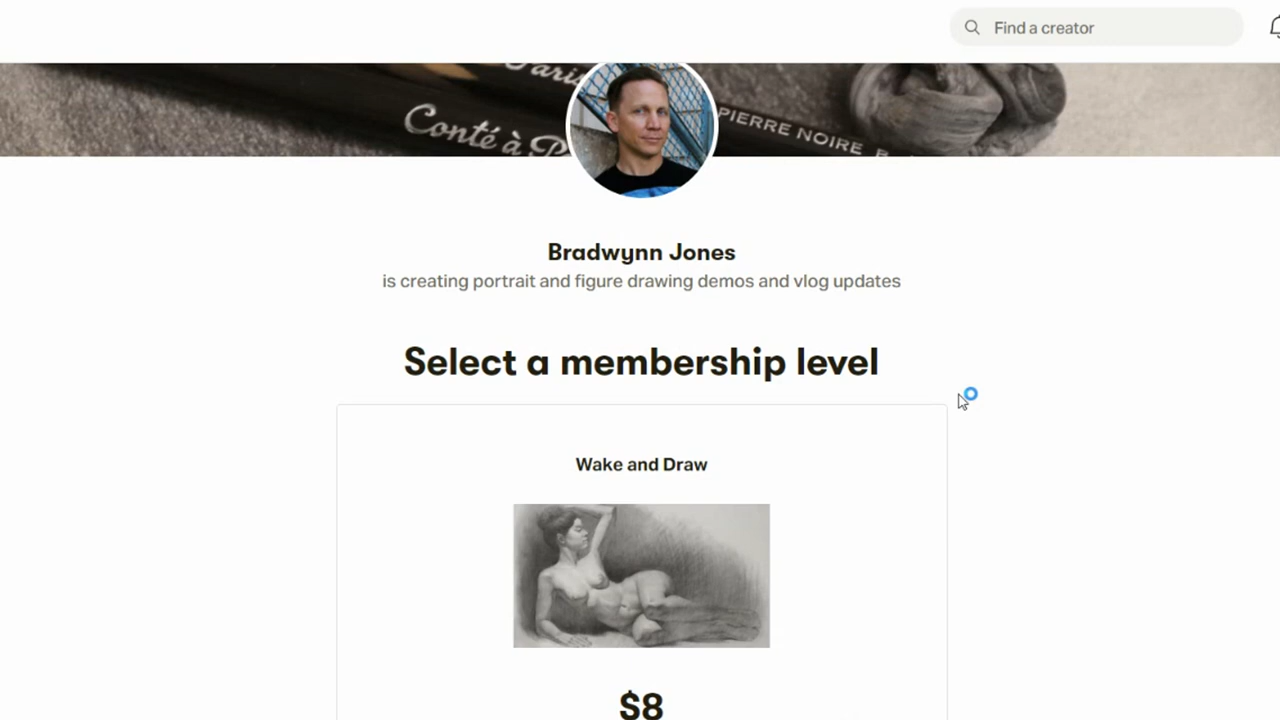 Find a creator
Paris
Conté à P
PIERRE NOIRE B
Bradwynn Jones
is creating portrait and figure drawing demos and vlog updates
Select a membership level
Wake and Draw
$8